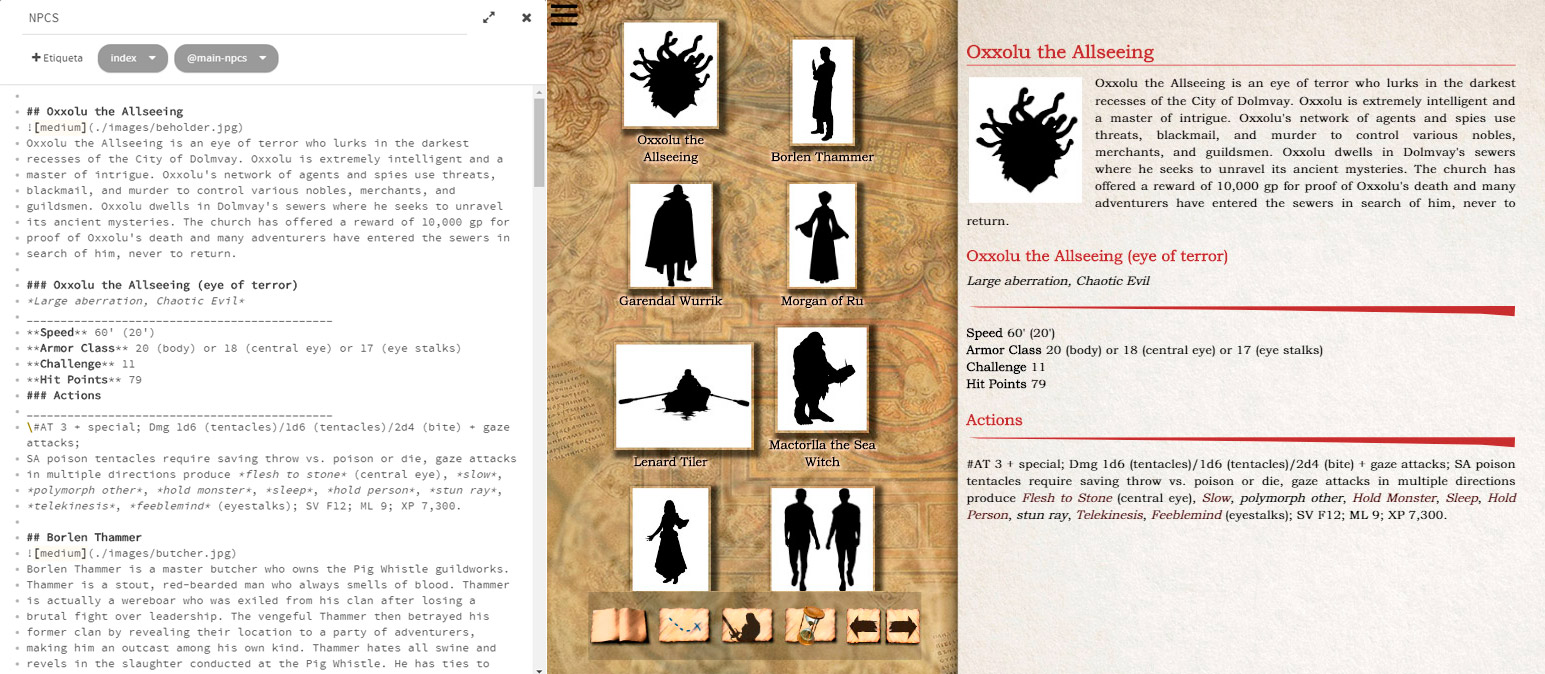 NPCS
Etiqueta
index
@main-npcs
## Oxxolu the Allseeing
![medium](./images/beholder.jpg)
Oxxolu the Allseeing is an eye of terror who lurks in the darkest
recesses of the City of Dolmvay. Oxxolu is extremely intelligent and a
master of intrigue. Oxxolu's network of agents and spies use threats,
blackmail, and murder to control various nobles, merchants, and
guildsmen. Oxxolu dwells in Dolmvay's sewers where he seeks to unravel
its ancient mysteries. The church has offered a reward of 10,000 gp for
proof of Oxxolu's death and many adventurers have entered the sewers in
search of him, never to return.
### Oxxolu the Allseeing (eye of terror)
*Large aberration, Chaotic Evil*
____________________________________________
**Speed** 60' (20')
**Armor Class** 20 (body) or 18 (central eye) or 17 (eye stalks)
**Challenge** 11
**Hit Points** 79
### Actions
____________________________________________
\#AT 3 + special; Dmg 1d6 (tentacles)/1d6 (tentacles)/2d4 (bite) + gaze
attacks;
SA poison tentacles require saving throw vs. poison or die, gaze attacks
in multiple directions produce *flesh to stone* (central eye), *slow*,
*polymorph other*, *hold monster*, *sleep*, *hold person*, *stun ray*,
*telekinesis*, *feeblemind* (eyestalks); SV F12; ML 9; XP 7,300.
## Borlen Thammer
![medium](./images/butcher.jpg)
Borlen Thammer is a master butcher who owns the Pig Whistle guildworks.
Thammer is a stout, red-bearded man who always smells of blood. Thammer
is actually a wereboar who was exiled from his clan after losing a
brutal fight over leadership. The vengeful Thammer then betrayed his
former clan by revealing their location to a party of adventurers,
making him an outcast among his own kind. Thammer hates all swine and
revels in the slaughter conducted at the Pig Whistle. He has ties to
Oxxolu the
Allseeing
Borlen Thammer
Garendal Wurrik
Morgan of Ru
Lenard Tiler
Mactorlla the Sea
Witch
Oxxolu the Allseeing
Oxxolu the Allseeing is an eye of terror who lurks in the darkest
recesses of the City of Dolmvay. Oxxolu is extremely intelligent and
a master of intrigue. Oxxolu's network of agents and spies use
threats, blackmail, and murder to control various nobles,
merchants, and guildsmen. Oxxolu dwells in Dolmvay's sewers
where he seeks to unravel its ancient mysteries. The church has
offered a reward of 10,000 gp for proof of Oxxolu's death and many
adventurers have entered the sewers in search of him, never to
return.
Oxxolu the Allseeing (eye of terror)
Large aberration, Chaotic Evil
Speed 60' (20')
Armor Class 20 (body) or 18 (central eye) or 17 (eye stalks)
Challenge 11
Hit Points 79
Actions
#AT 3 + special; Dmg 1d6 (tentacles)/1d6 (tentacles)/2d4 (bite) + gaze attacks; SA poison
tentacles require saving throw vs. poison or die, gaze attacks in multiple directions
produce Flesh to Stone (central eye), Slow, polymorph other, Hold Monster, Sleep, Hold
Person, stun ray, Telekinesis, Feeblemind (eyestalks); SV F12; ML 9; XP 7,300.